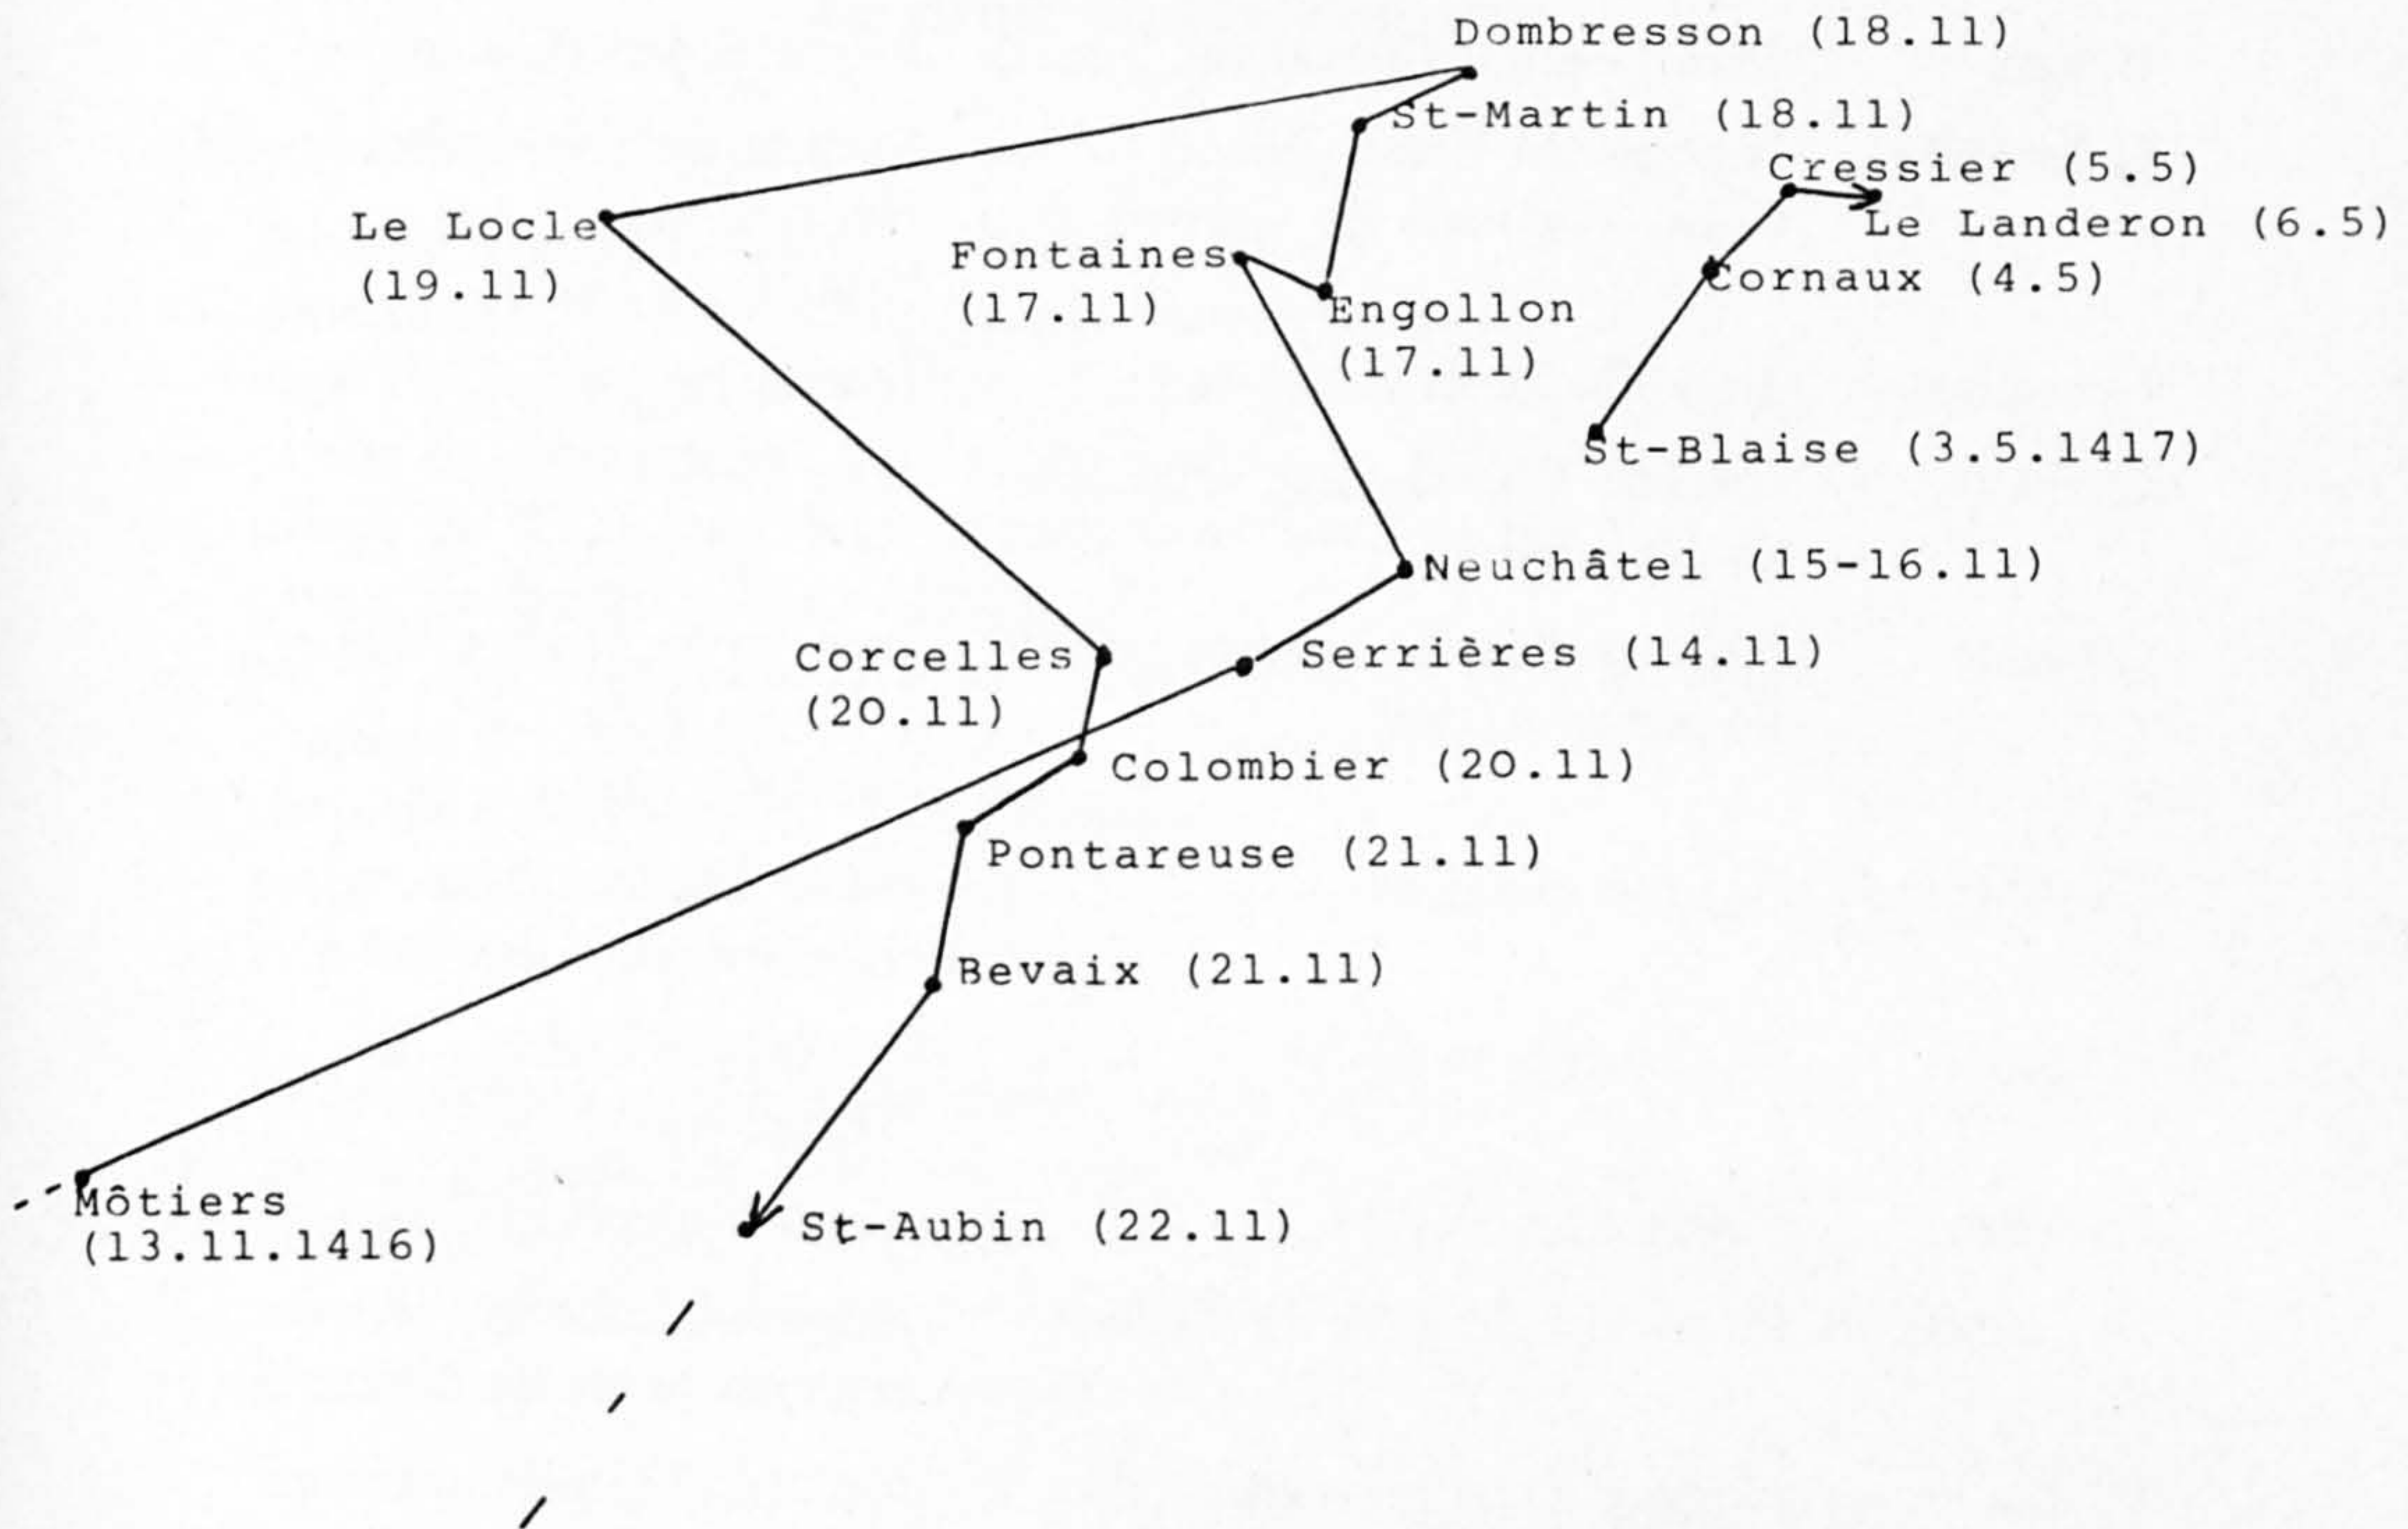 Dombresson (18.11)
St-Martin (18.11)
Cressier (5.5)
Le Landeron (6.5)
Le Locle
(19.11)
Fontaines
(17.11)
Cornaux (4.5)
Engollon
(17.11)
St-Blaise (3.5.1417)
Neuchâtel (15-16.11)
Corcelles
(20.11)
Serrières (14.11)
Colombier (20.11)
Pontareuse (21.11)
Bevaix (21.11)
Môtiers
(13.11.1416)
St-Aubin (22.11)